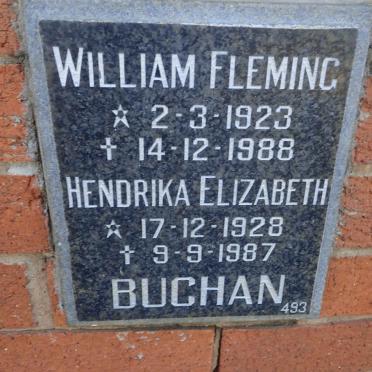 WILLIAM FLEMING
☆ 2-3-1923
✝ 14-12-1988
HENDRIKA ELIZABETH
☆ 17-12-1928
✝ 9-9-1987
BUCHAN
493